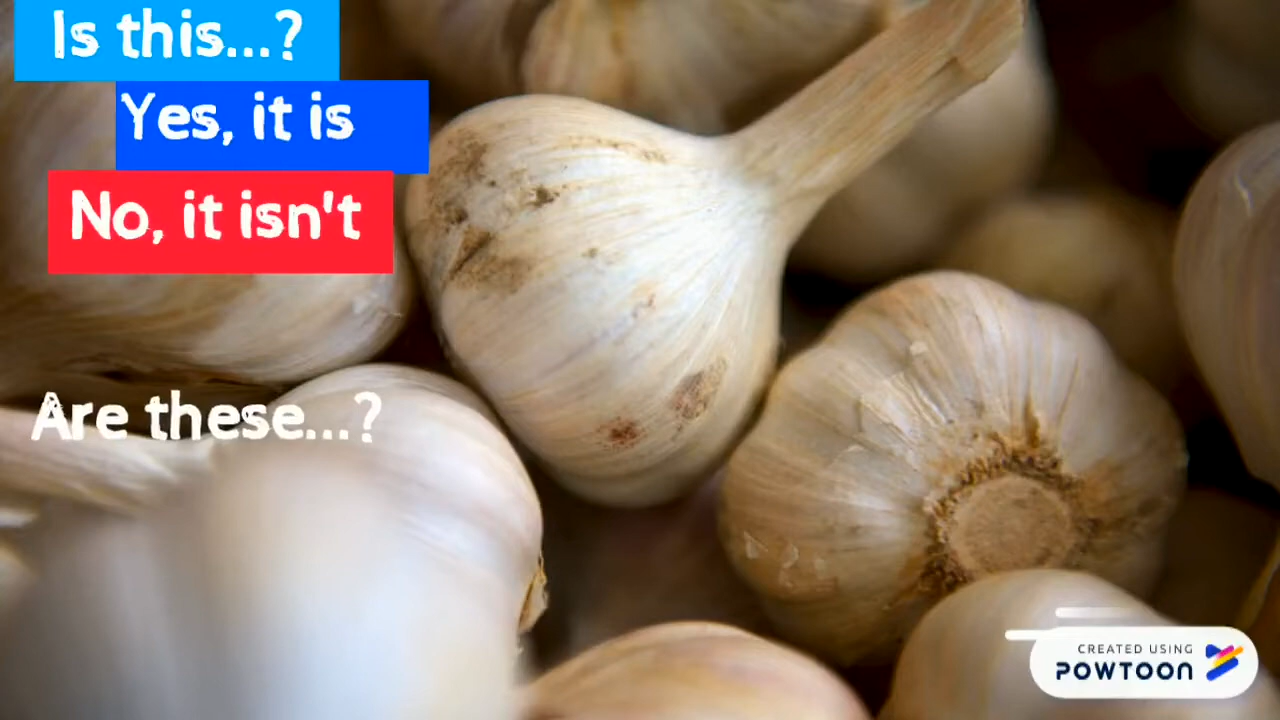 Is this...?
Yes, it is
No, it isn't
Are these...?
CREATED USING
POWTOON